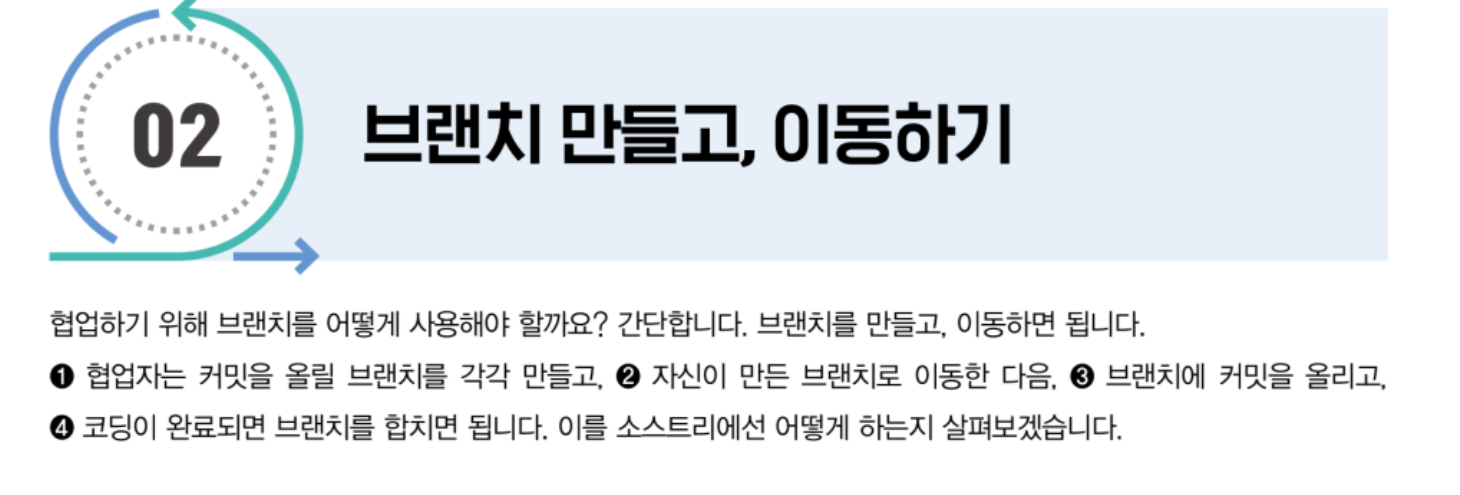 02
브랜치 만들고, 이동하기
협업하기 위해 브랜치를 어떻게 사용해야 할까요? 간단합니다. 브랜치를 만들고, 이동하면 됩니다.
❶ 협업자는 커밋을 올릴 브랜치를 각각 만들고, ❷ 자신이 만든 브랜치로 이동한 다음, ❸ 브랜치에 커밋을 올리고,
❹ 코딩이 완료되면 브랜치를 합치면 됩니다. 이를 소스트리에선 어떻게 하는지 살펴보겠습니다.